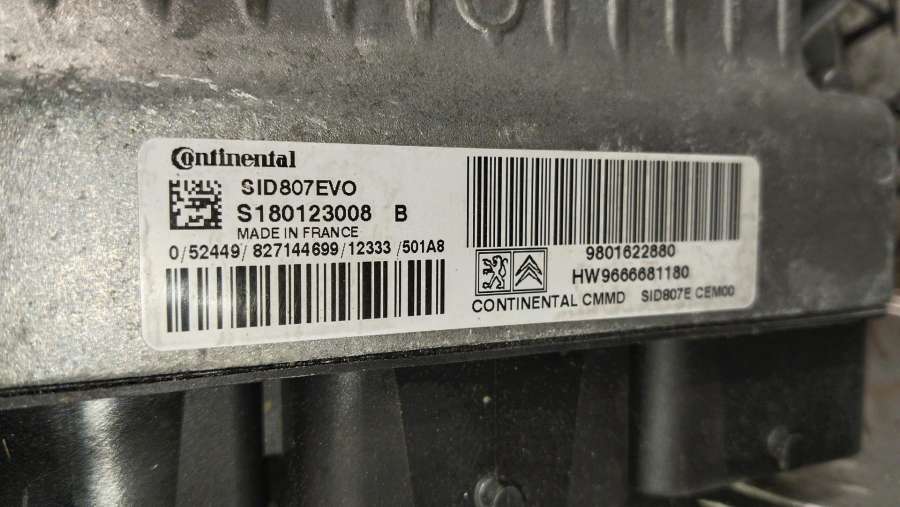 Continental
SID807EVO
S180123008 B
MADE IN FRANCE
0/52449/827144699/12333/501A8
9801622880
HW9666681180
CONTINENTAL CMMD SID807E CEM00